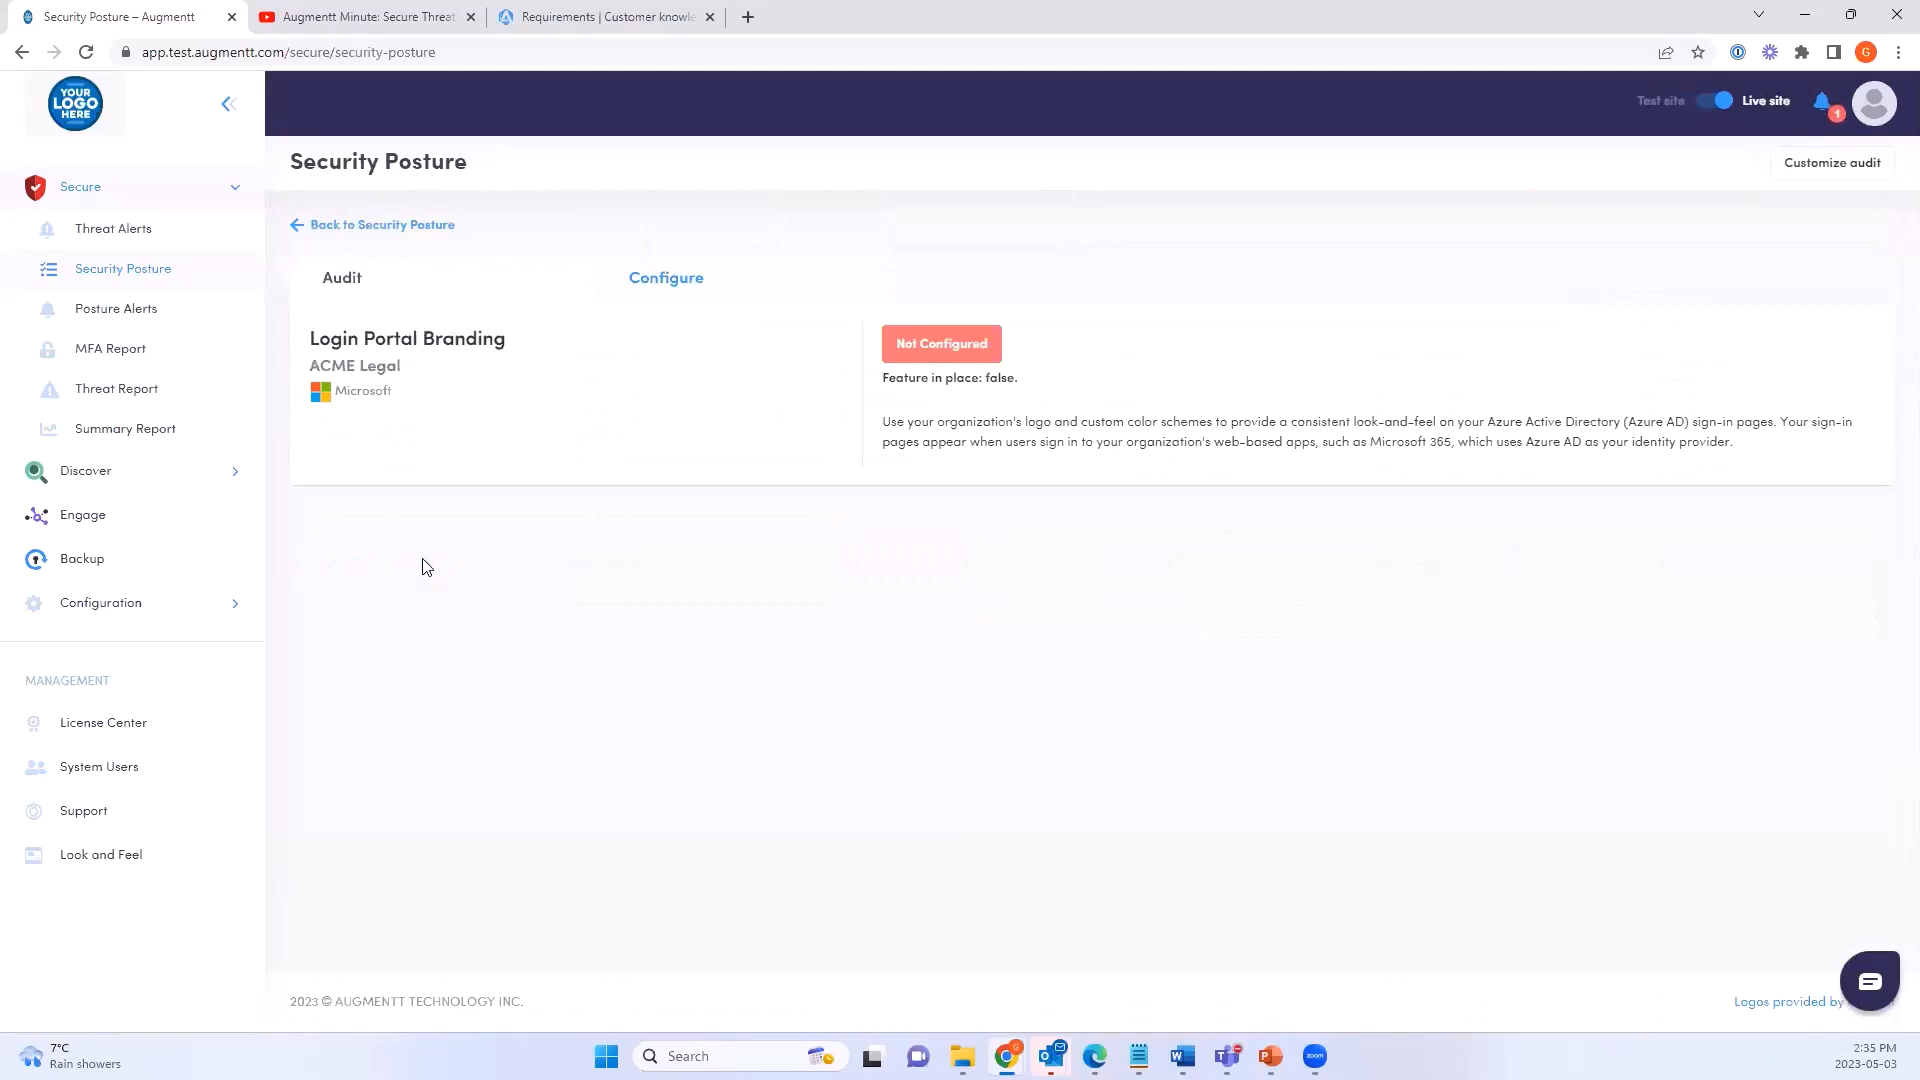 Security Posture – Augmentt
Augmentt Minute: Secure Threat
Requirements | Customer knowle
app.test.augmentt.com/secure/security-posture
G
YOUR
LOGO
HERE
Test site
Live site
1
Security Posture
Customize audit
Secure
Threat Alerts
Security Posture
Posture Alerts
MFA Report
Threat Report
Summary Report
Discover
Engage
Backup
Configuration
MANAGEMENT
License Center
System Users
Support
Look and Feel
Back to Security Posture
Audit
Configure
Login Portal Branding
ACME Legal
Microsoft
Not Configured
Feature in place: false.
Use your organization's logo and custom color schemes to provide a consistent look-and-feel on your Azure Active Directory (Azure AD) sign-in pages. Your sign-in
pages appear when users sign in to your organization's web-based apps, such as Microsoft 365, which uses Azure AD as your identity provider.
2023 © AUGMENTT TECHNOLOGY INC.
Logos provided by
7°C
Rain showers
Search
zoom
2:35 PM
2023-05-03